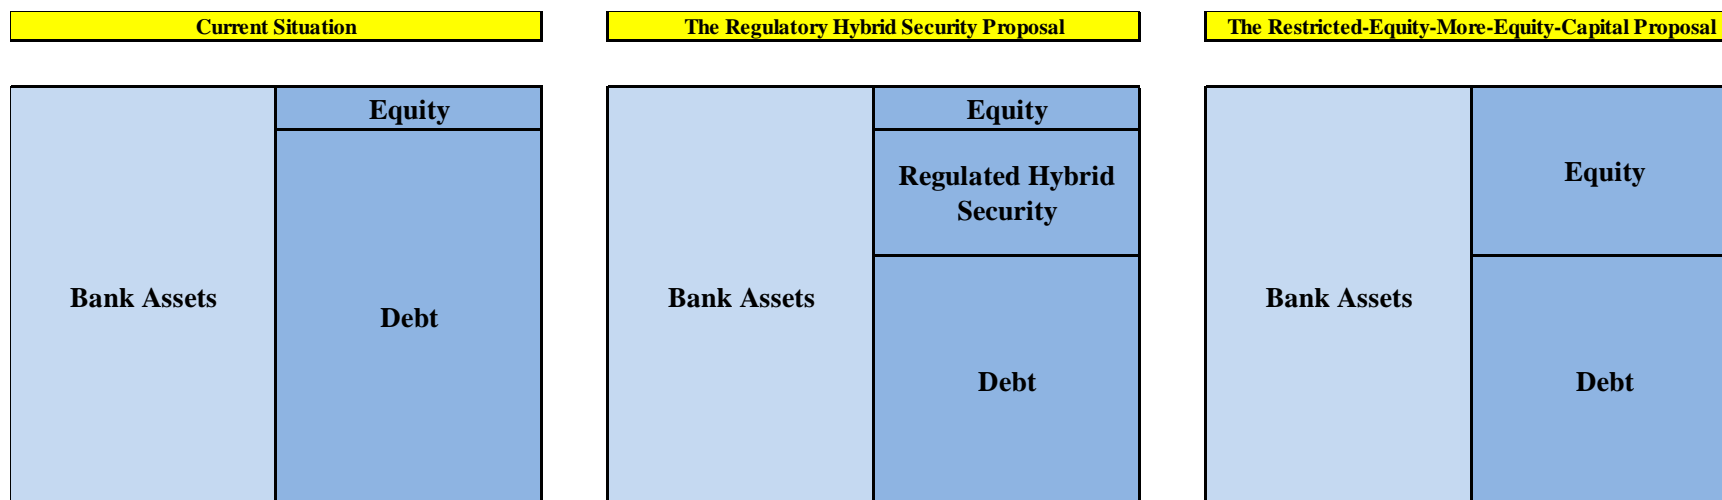 Current Situation
The Regulatory Hybrid Security Proposal
The Restricted-Equity-More-Equity-Capital Proposal
Bank Assets
Equity
Debt
Bank Assets
Equity
Regulated Hybrid
Security
Debt
Bank Assets
Equity
Debt